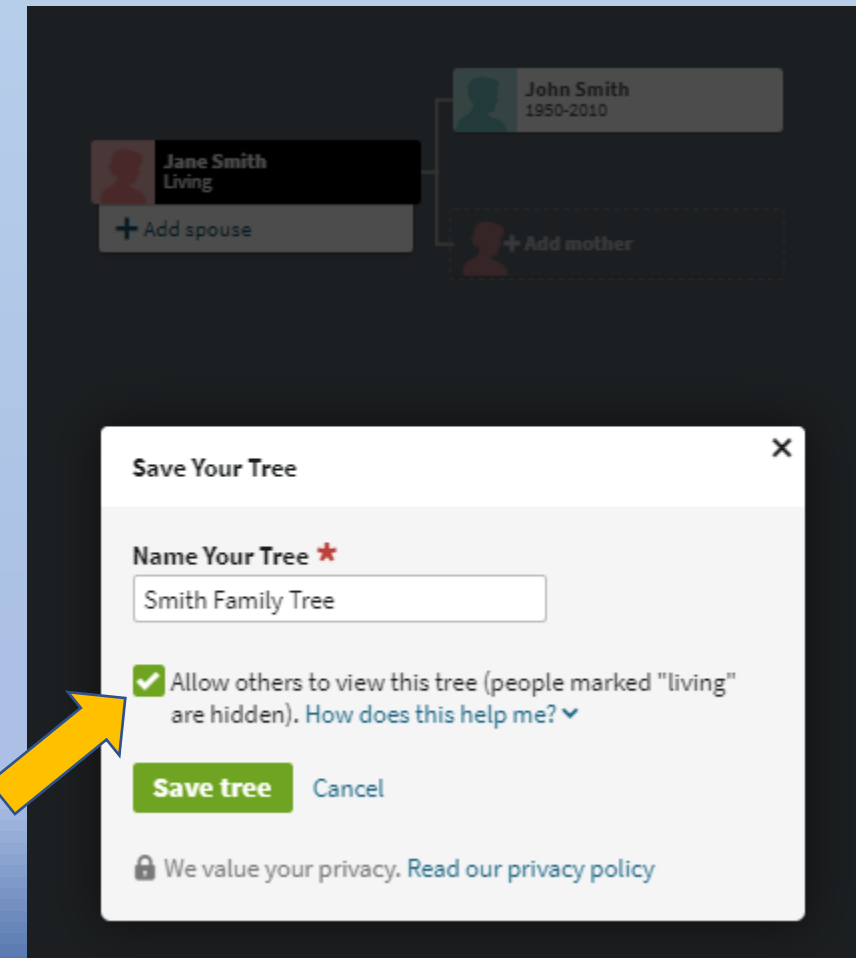 John Smith
1950-2010
Jane Smith
Living
+ Add spouse
+ Add mother
Save Your Tree
×
Name Your Tree *
Smith Family Tree
Allow others to view this tree (people marked "living"
are hidden). How does this help me?
Save tree Cancel
We value your privacy. Read our privacy policy